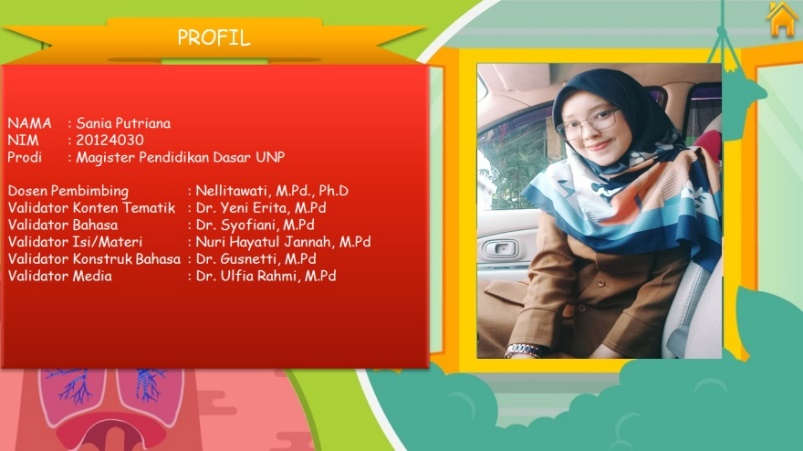 PROFIL
NAMA : Sania Putriana
NIM : 20124030
Prodi : Magister Pendidikan Dasar UNP
Dosen Pembimbing : Nellitawati, M.Pd., Ph.D
Validator Konten Tematik : Dr. Yeni Erita, M.Pd
Validator Bahasa : Dr. Syofiani, M.Pd
Validator Isi/Materi : Nuri Hayatul Jannah, M.Pd
Validator Konstruk Bahasa : Dr. Gusnetti, M.Pd
Validator Media : Dr. Ulfia Rahmi, M.Pd